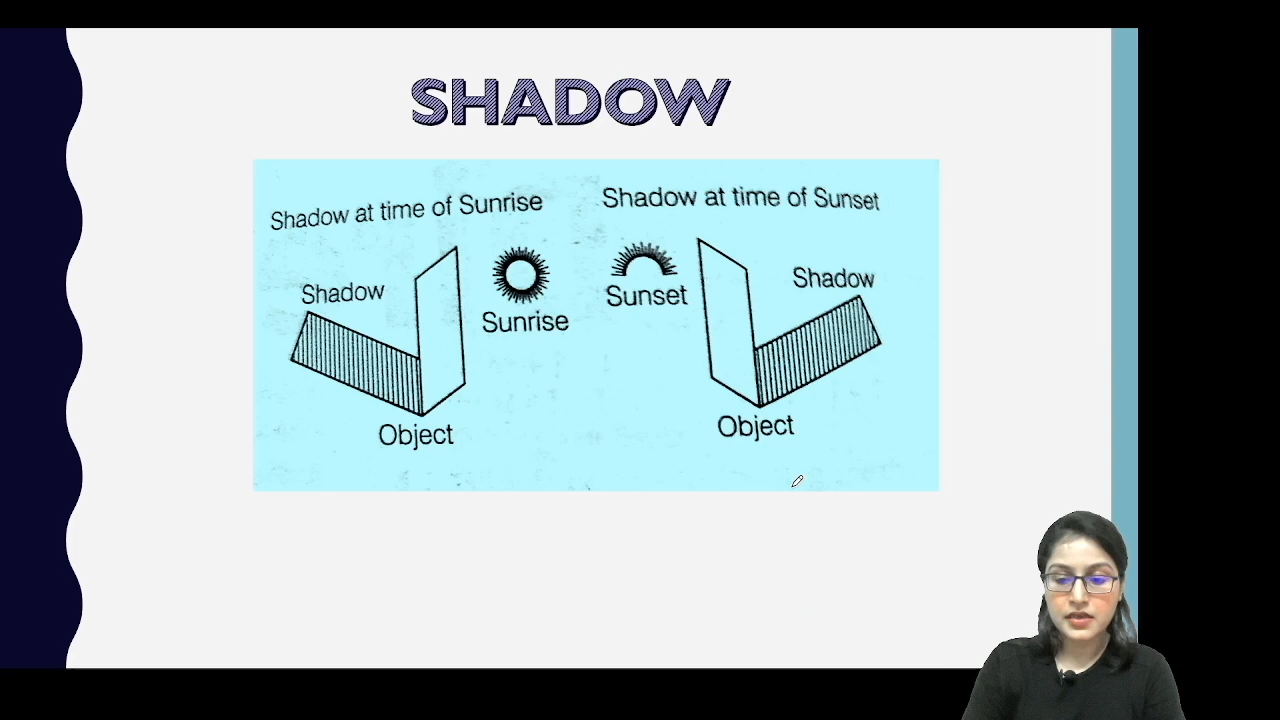 SHADOW
Shadow at time of Sunrise
Shadow at time of Sunset
Shadow
Sunrise
Object
Sunset
Shadow
Object